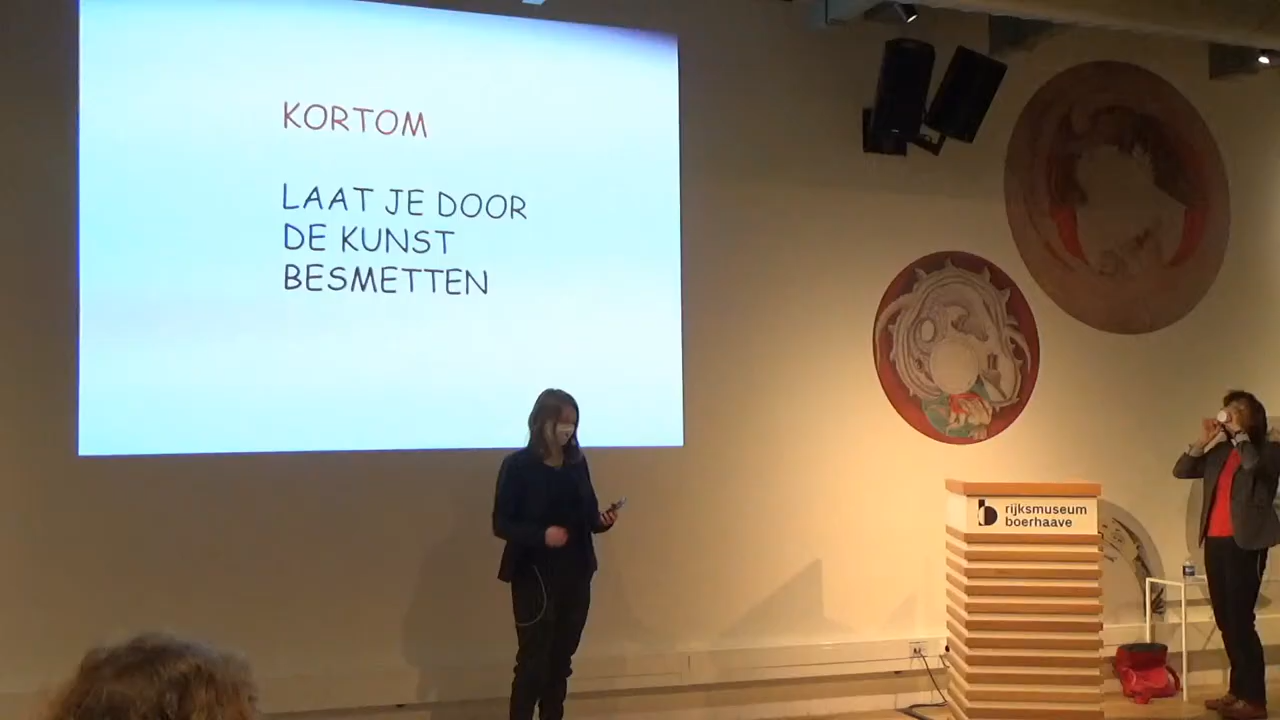 KORTOM
LAAT JE DOOR
DE KUNST
BESMETTEN
rijksmuseum
boerhaave